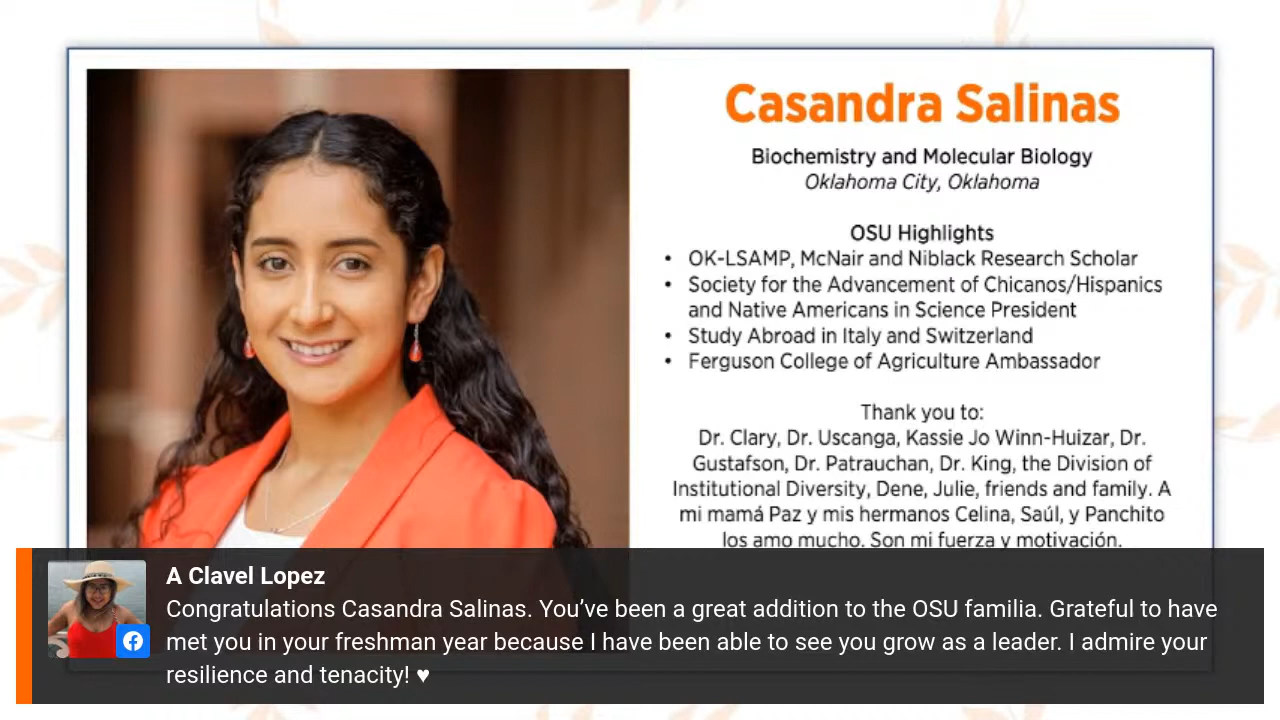 Casandra Salinas
Biochemistry and Molecular Biology
Oklahoma City, Oklahoma
OSU Highlights
• OK-LSAMP, McNair and Niblack Research Scholar
• Society for the Advancement of Chicanos/Hispanics
and Native Americans in Science President
• Study Abroad in Italy and Switzerland
• Ferguson College of Agriculture Ambassador
Thank you to:
Dr. Clary, Dr. Uscanga, Kassie Jo Winn-Huizar, Dr.
Gustafson, Dr. Patrauchan, Dr. King, the Division of
Institutional Diversity, Dene, Julie, friends and family. A
mi mamá Paz y mis hermanos Celina, Saúl, y Panchito
los amo mucho. Son mi fuerza y motivación.
A Clavel Lopez
Congratulations Casandra Salinas. You’ve been a great addition to the OSU familia. Grateful to have
met you in your freshman year because I have been able to see you grow as a leader. I admire your
resilience and tenacity! ♥